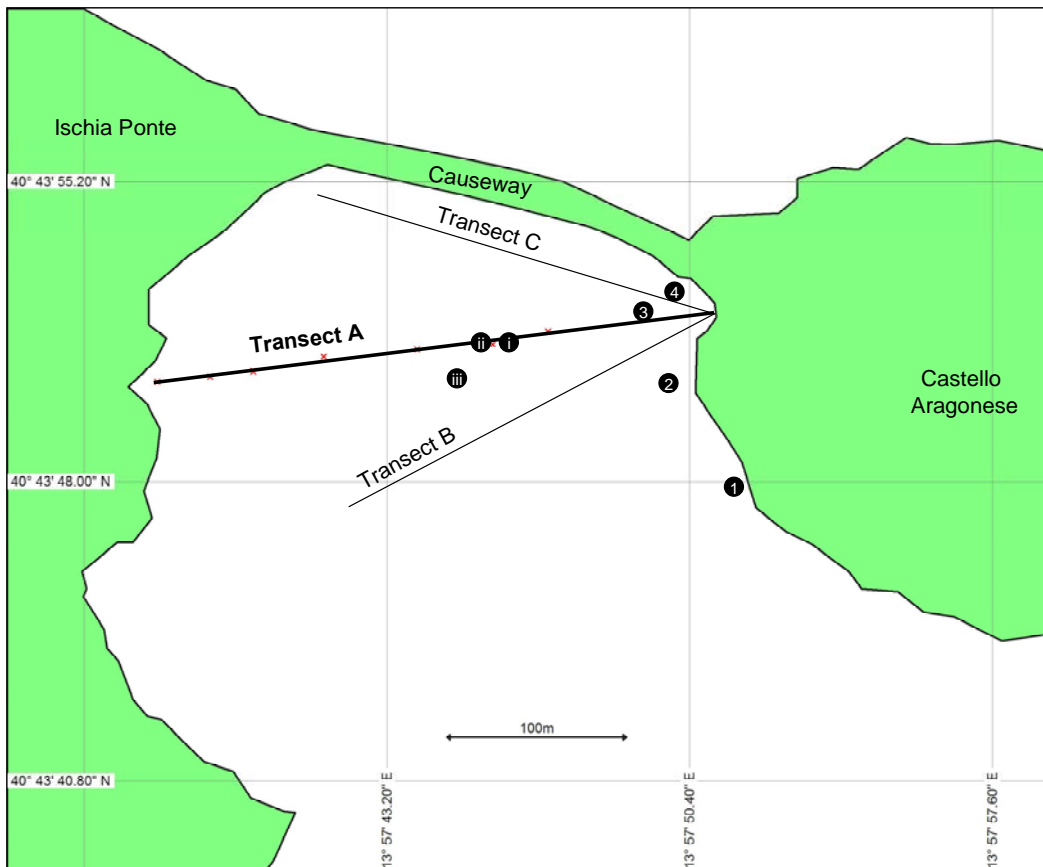 Ischia Ponte
40° 43' 55.20" N
Causeway
Transect C
4
3
Transect A
ii
i
iii
2
Castello
Aragonese
Transect B
40° 43' 48.00" N
1
100m
40° 43' 40.80" N
13° 57' 43.20" E
13° 57' 50.40" E
13° 57' 57.60" E